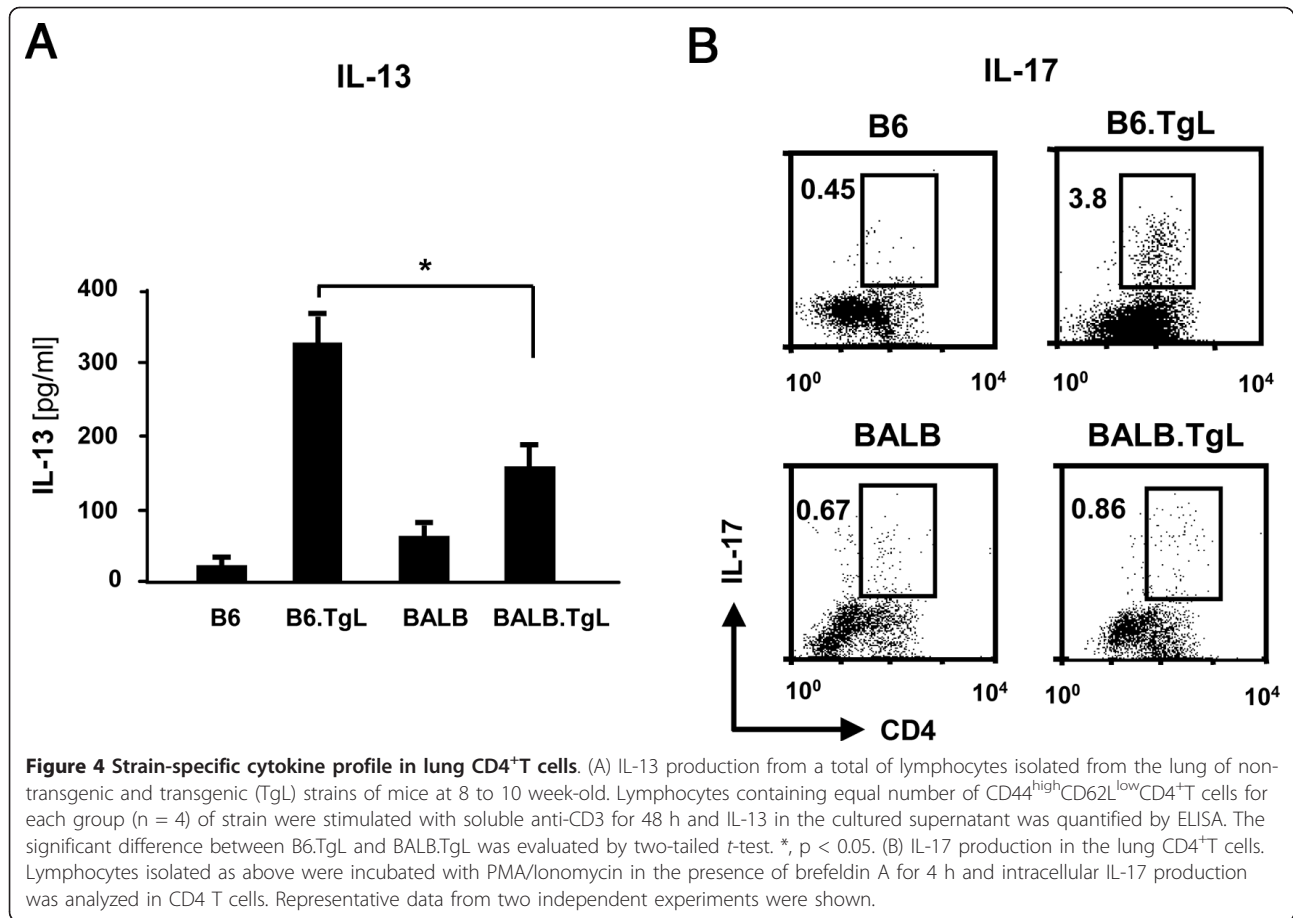 A
IL-13
IL-13 [pg/ml]
400
300
200
100
0
*
B6
B6.TgL
BALB
BALB.TgL
B
IL-17
B6
B6.TgL
0.45
3.8
10⁰
10⁴
10⁰
10⁴
BALB
BALB.TgL
0.67
0.86
10⁰
10⁴
10⁰
10⁴
IL-17
CD4
Figure 4 Strain-specific cytokine profile in lung CD4⁺T cells. (A) IL-13 production from a total of lymphocytes isolated from the lung of non-
transgenic and transgenic (TgL) strains of mice at 8 to 10 week-old. Lymphocytes containing equal number of CD44ʰⁱᵍʰCD62LˡᵒʷCD4⁺T cells for
each group (n = 4) of strain were stimulated with soluble anti-CD3 for 48 h and IL-13 in the cultured supernatant was quantified by ELISA. The
significant difference between B6.TgL and BALB.TgL was evaluated by two-tailed t-test. *, p < 0.05. (B) IL-17 production in the lung CD4⁺T cells.
Lymphocytes isolated as above were incubated with PMA/Ionomycin in the presence of brefeldin A for 4 h and intracellular IL-17 production
was analyzed in CD4 T cells. Representative data from two independent experiments were shown.